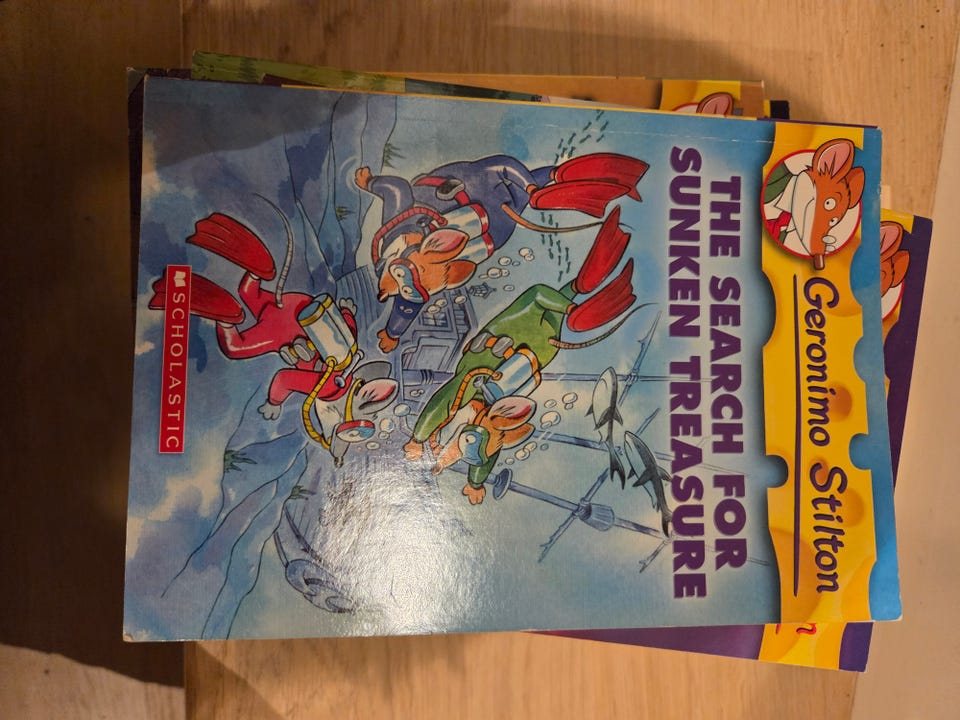 Geronimo Stilton
THE SEARCH FOR
SUNKEN TREASURE
SCHOLASTIC